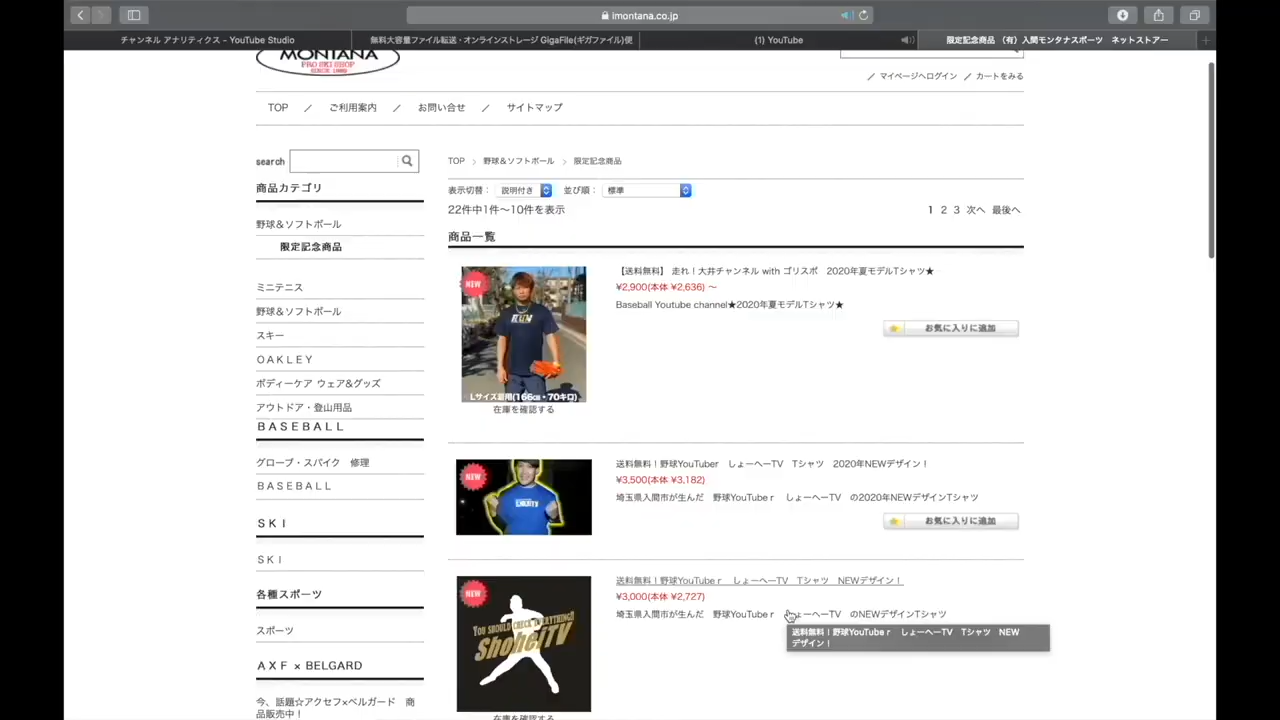 imontana.co.jp
チャンネル アナリティクス - YouTube Studio
無料大容量ファイル転送・オンラインストレージ GigaFile(ギガファイル)便
(1) YouTube
限定記念商品 （有）入間モンタナスポーツ　ネットストアー
MONTANA
PRO SKI SHOP
／ マイページへログイン ／ カートをみる
TOP ／ ご利用案内 ／ お問い合せ ／ サイトマップ
search
商品カテゴリ
野球＆ソフトボール
限定記念商品
ミニテニス
野球＆ソフトボール
スキー
ＯＡＫＬＥＹ
ボディーケア ウェア&グッズ
アウトドア・登山用品
ＢＡＳＥＢＡＬＬ
グローブ・スパイク　修理
ＢＡＳＥＢＡＬＬ
ＳＫＩ
ＳＫＩ
各種スポーツ
スポーツ
ＡＸＦ × BELGARD
今、話題☆アクセフ×ベルガード　商
品販売中！
TOP > 野球＆ソフトボール > 限定記念商品
表示切替： 説明付き 並び順： 標準
22件中1件〜10件を表示
1 2 3 次へ 最後へ
商品一覧
NEW
Lサイズ着用(166㎝・70キロ)
在庫を確認する
【送料無料】 走れ！大井チャンネル with ゴリスポ　2020年夏モデルTシャツ★
¥2,900(本体 ¥2,636) 〜
Baseball Youtube channel★2020年夏モデルTシャツ★
お気に入りに追加
NEW
送料無料！野球YouTuber　しょーへーTV　Tシャツ　2020年NEWデザイン！
¥3,500(本体 ¥3,182)
埼玉県入間市が生んだ　野球YouTubeｒ　しょーへーTV　の2020年NEWデザインTシャツ
お気に入りに追加
NEW
YOU SHOULD CHECK EVERYTHING!!
ShoheiTV
在庫を確認する
送料無料！野球YouTubeｒ　しょーへーTV　Tシャツ　NEWデザイン！
¥3,000(本体 ¥2,727)
埼玉県入間市が生んだ　野球YouTubeｒ　しょーへーTV　のNEWデザインTシャツ
送料無料！野球YouTubeｒ　しょーへーTV　Tシャツ　NEW
デザイン！